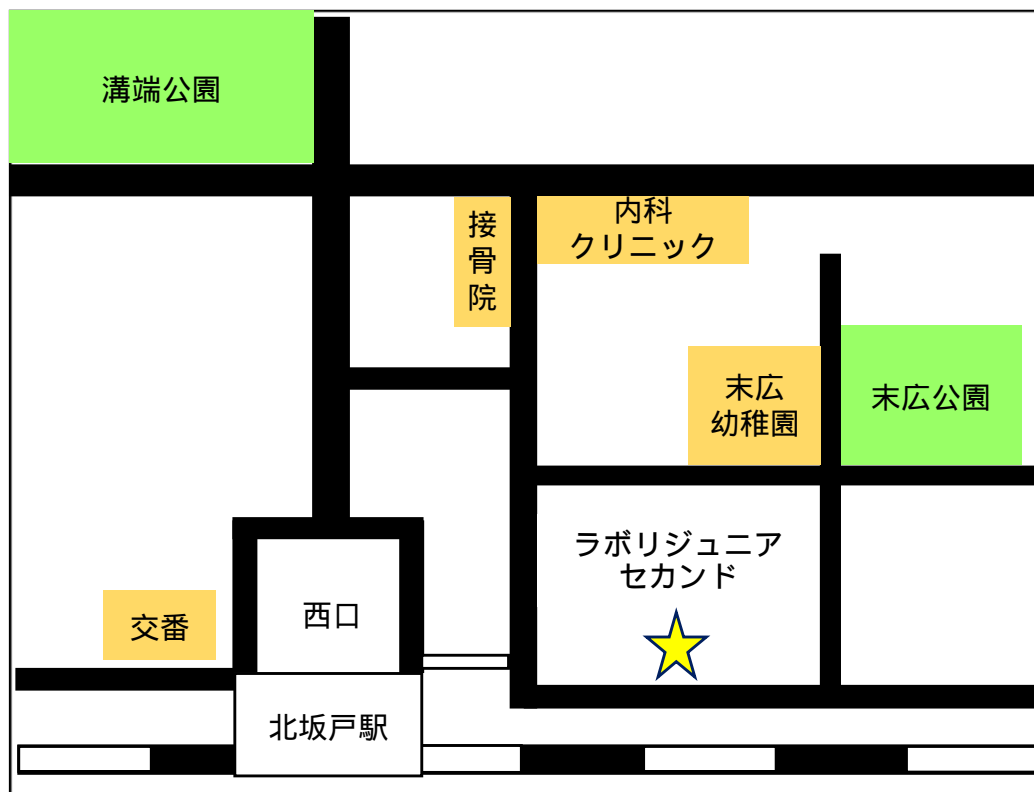 溝端公園
接
骨
院
内科
クリニック
末広
幼稚園
末広公園
ラボリジュニア
セカンド
交番
西口
北坂戸駅